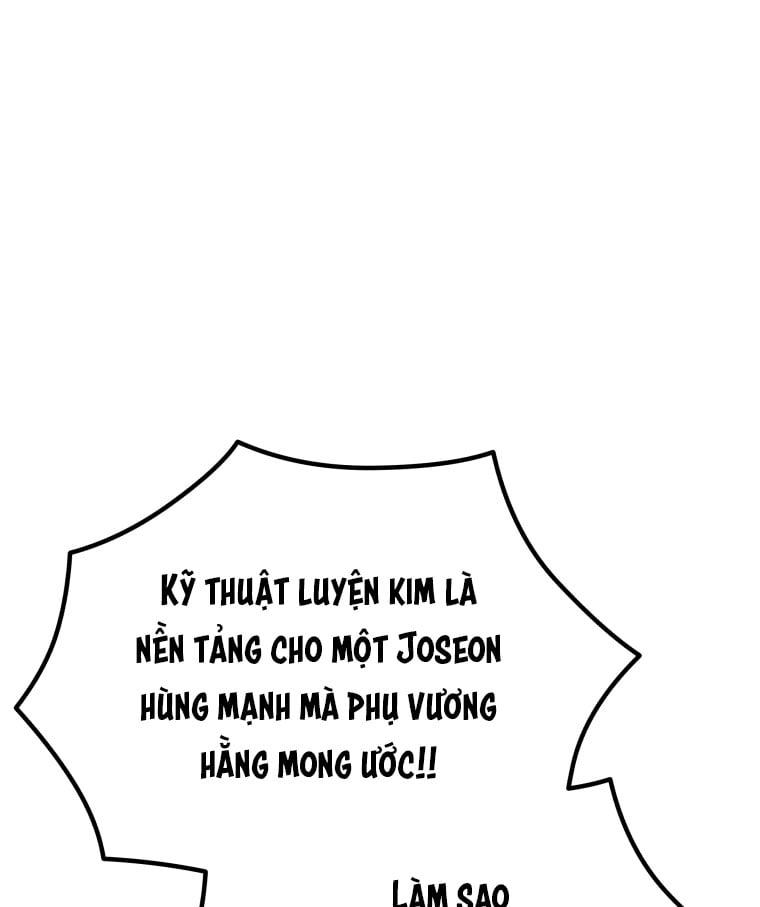 KỸ THUẬT LUYỆN KIM LÀ
NỀN TẢNG CHO MỘT JOSEON
HÙNG MẠNH MÀ PHỤ VƯƠNG
HẰNG MONG ƯỚC!!
LÀM SAO